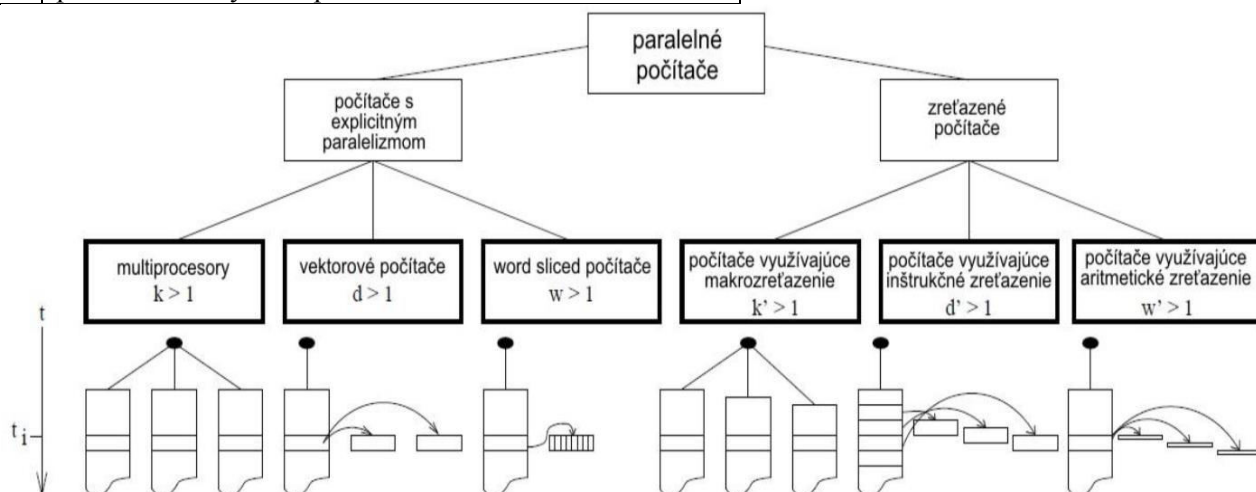 paralelné
počítače
počítače s
explicitným
paralelizmom
zreťazené
počítače
multiprocesory
k > 1
vektorové počítače
d > 1
word sliced počítače
w > 1
počítače využívajúce
makrozreťazenie
k' > 1
počítače využívajúce
inštrukčné zreťazenie
d' > 1
počítače využívajúce
aritmetické zreťazenie
w' > 1
t
t i